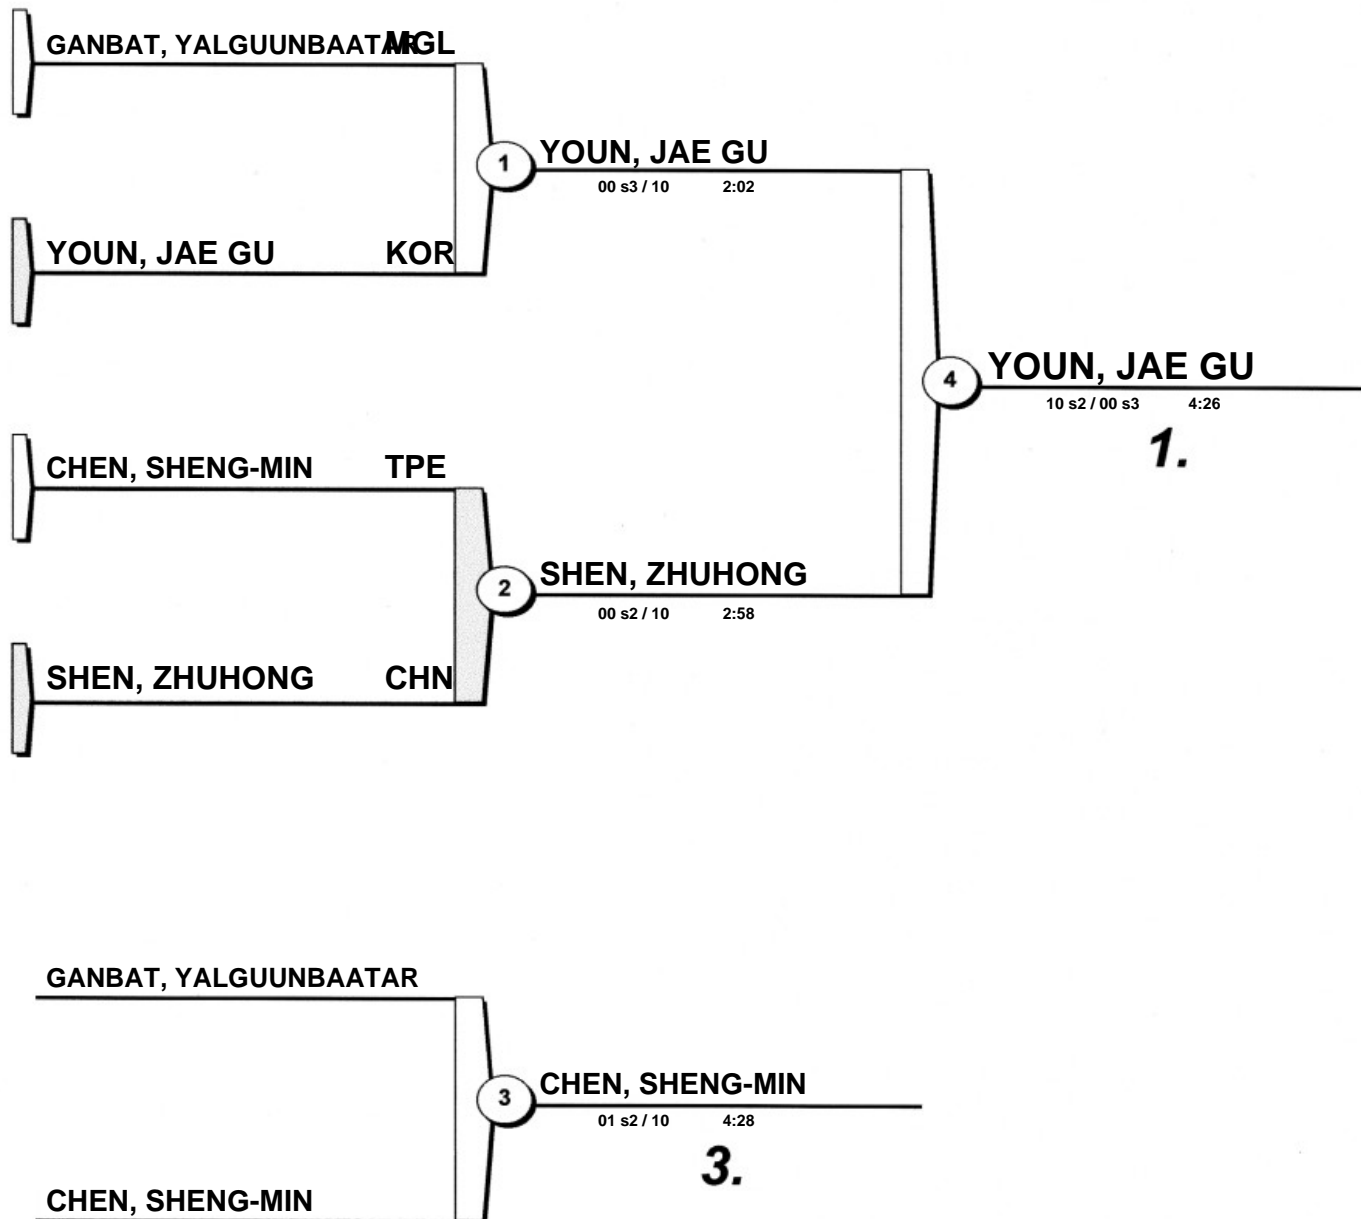 GANBAT, YALGUUNBAATAR MGL
1 YOUN, JAE GU
00 s3 / 10 2:02
YOUN, JAE GU KOR
4 YOUN, JAE GU
10 s2 / 00 s3 4:26
1.
CHEN, SHENG-MIN TPE
2 SHEN, ZHUHONG
00 s2 / 10 2:58
SHEN, ZHUHONG CHN
GANBAT, YALGUUNBAATAR
3 CHEN, SHENG-MIN
01 s2 / 10 4:28
3.
CHEN, SHENG-MIN